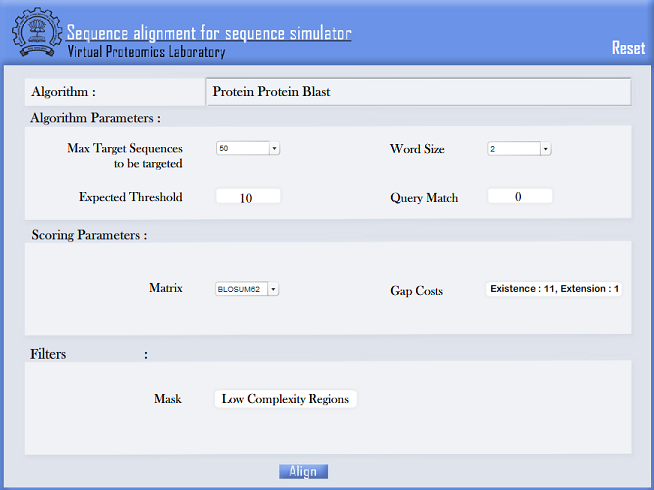 Sequence alignment for sequence simulator
Virtual Proteomics Laboratory
Reset
Algorithm :
Protein Protein Blast
Algorithm Parameters :
Max Target Sequences
to be targeted
50
Word Size
2
Expected Threshold
10
Query Match
0
Scoring Parameters :
Matrix
BLOSUM62
Gap Costs
Existence : 11, Extension : 1
Filters :
Mask
Low Complexity Regions
Align